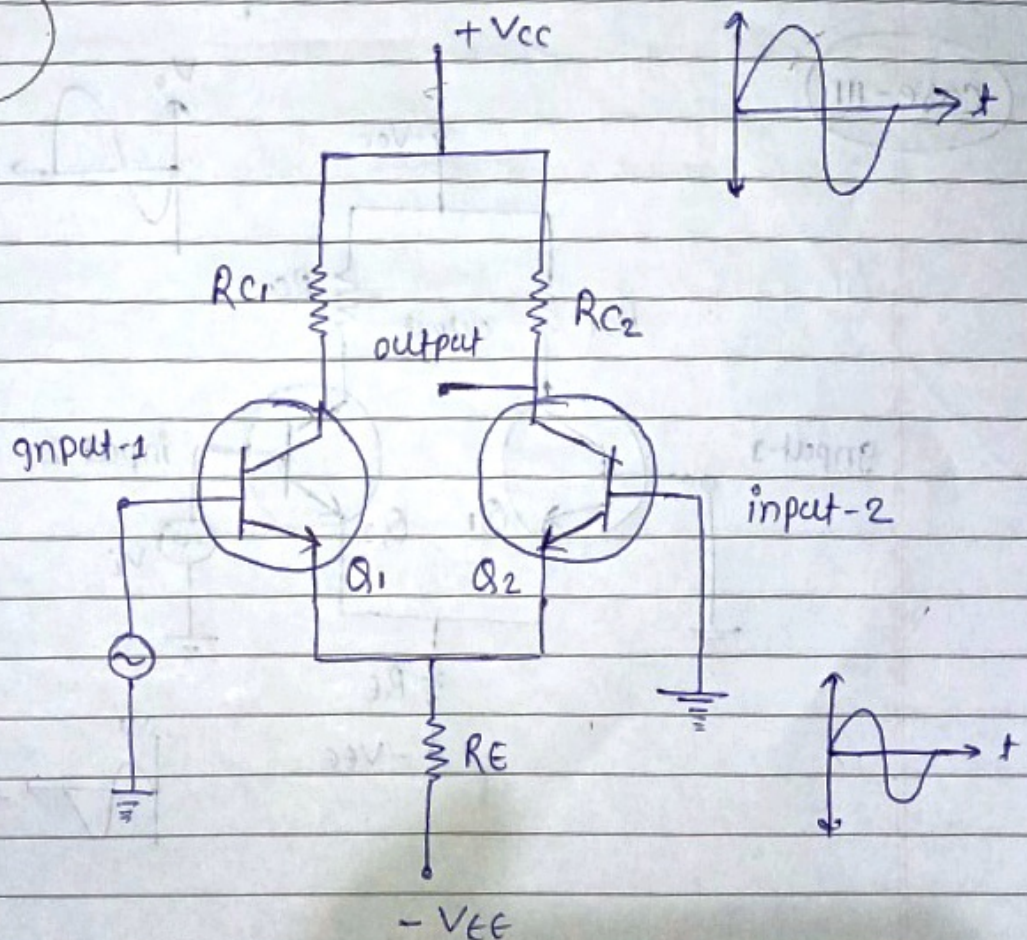 + Vcc
t
RC1
RC2
output
gnput-1
input-2
Q1
Q2
RE
t
- VEE